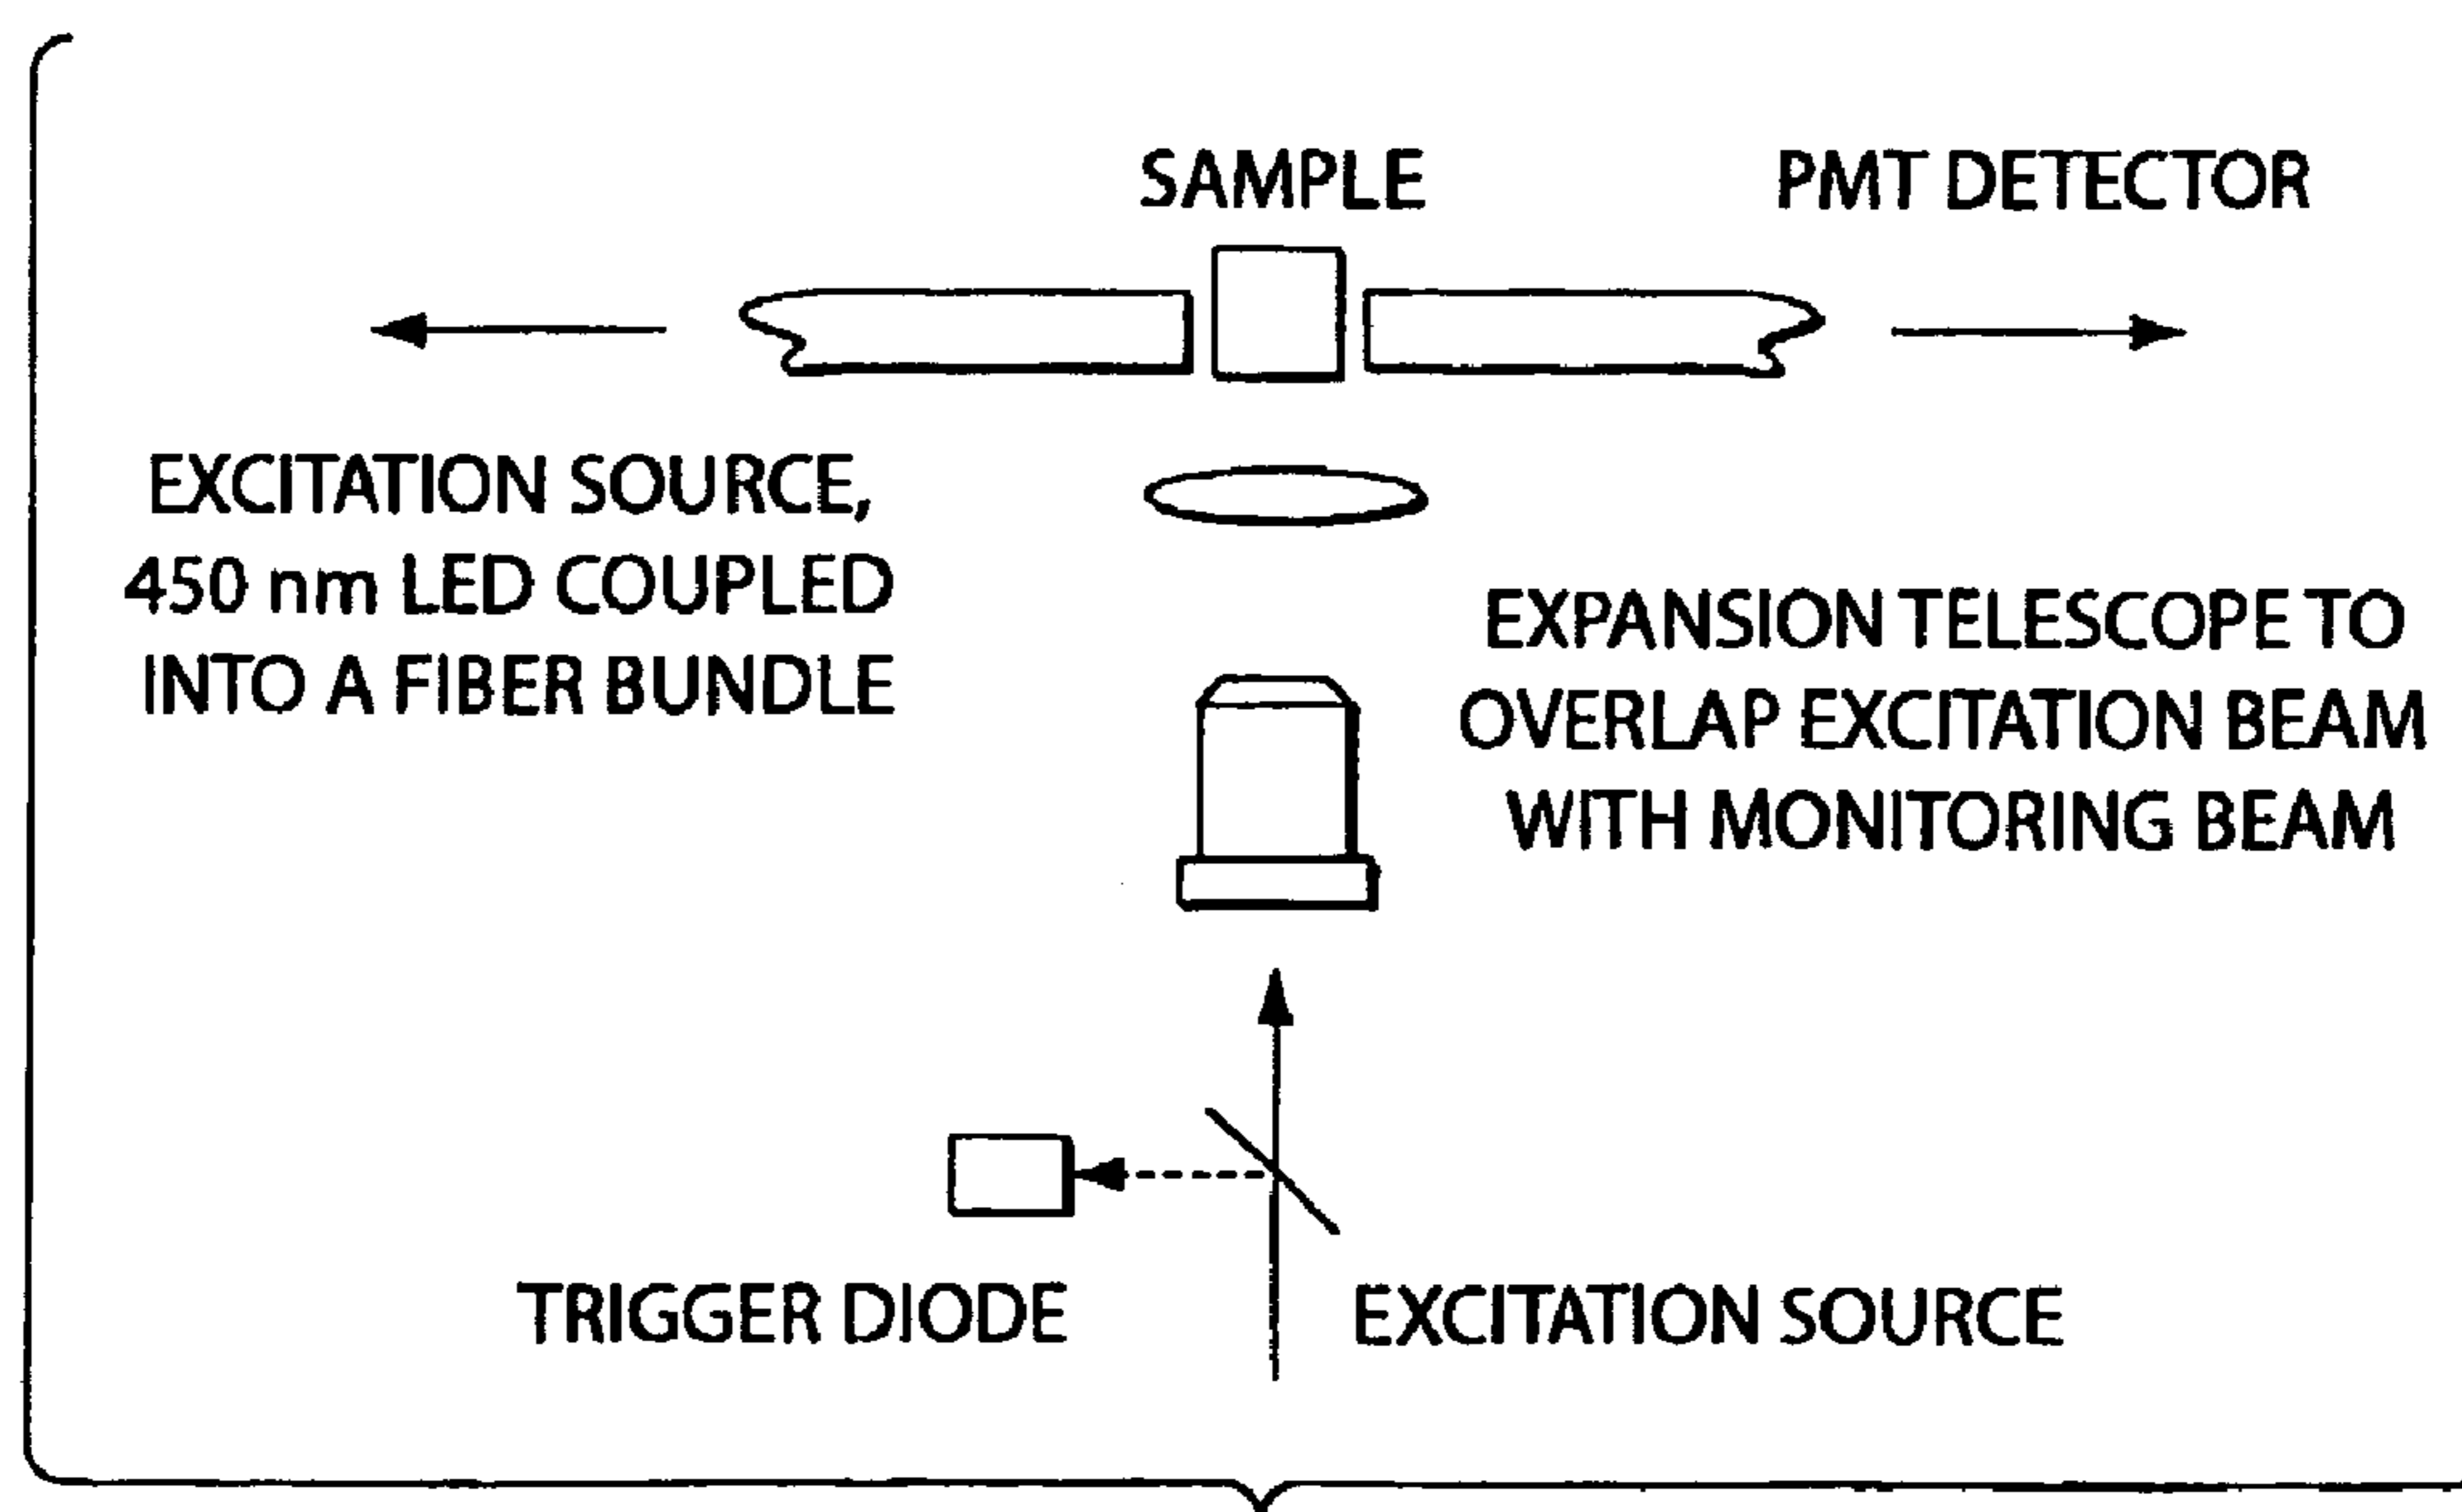 SAMPLE
PMT DETECTOR
EXCITATION SOURCE,
450 nm LED COUPLED
INTO A FIBER BUNDLE
EXPANSION TELESCOPE TO
OVERLAP EXCITATION BEAM
WITH MONITORING BEAM
TRIGGER DIODE
EXCITATION SOURCE